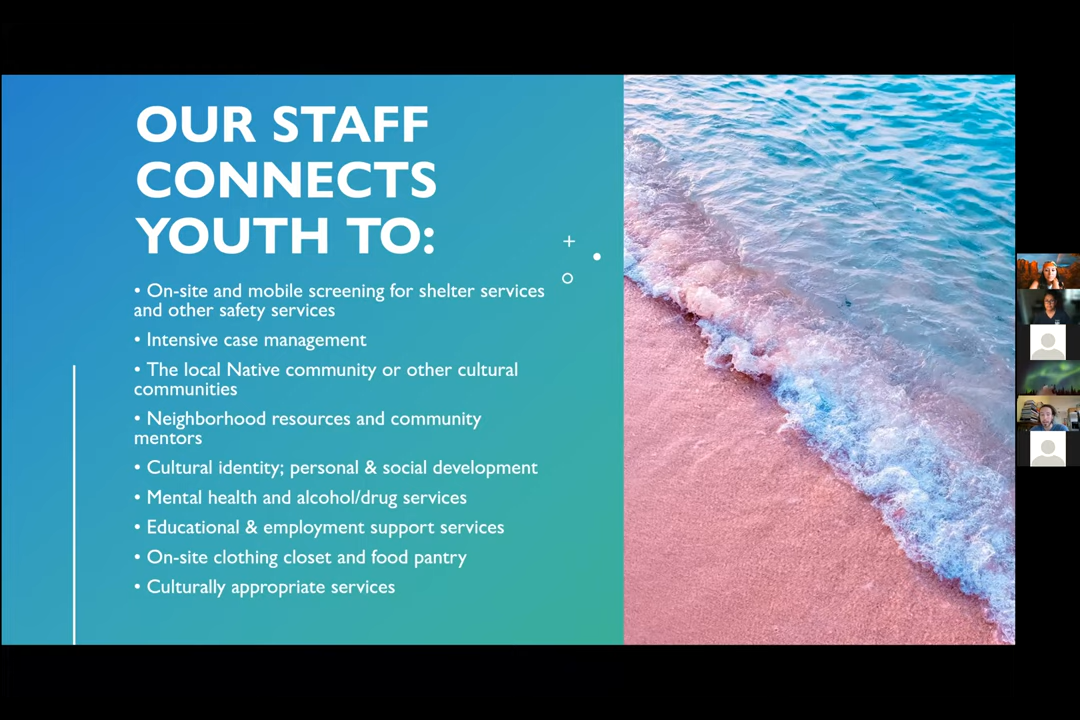 OUR STAFF
CONNECTS
YOUTH TO:
• On-site and mobile screening for shelter services
and other safety services
• Intensive case management
• The local Native community or other cultural
communities
• Neighborhood resources and community
mentors
• Cultural identity; personal & social development
• Mental health and alcohol/drug services
• Educational & employment support services
• On-site clothing closet and food pantry
• Culturally appropriate services